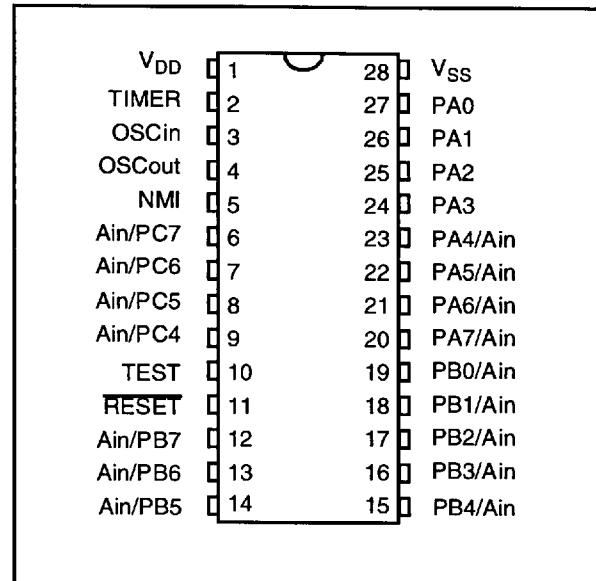 VDD 1 28 VSS
TIMER 2 27 PA0
OSCin 3 26 PA1
OSCout 4 25 PA2
NMI 5 24 PA3
Ain/PC7 6 23 PA4/Ain
Ain/PC6 7 22 PA5/Ain
Ain/PC5 8 21 PA6/Ain
Ain/PC4 9 20 PA7/Ain
TEST 10 19 PB0/Ain
RESET 11 18 PB1/Ain
Ain/PB7 12 17 PB2/Ain
Ain/PB6 13 16 PB3/Ain
Ain/PB5 14 15 PB4/Ain